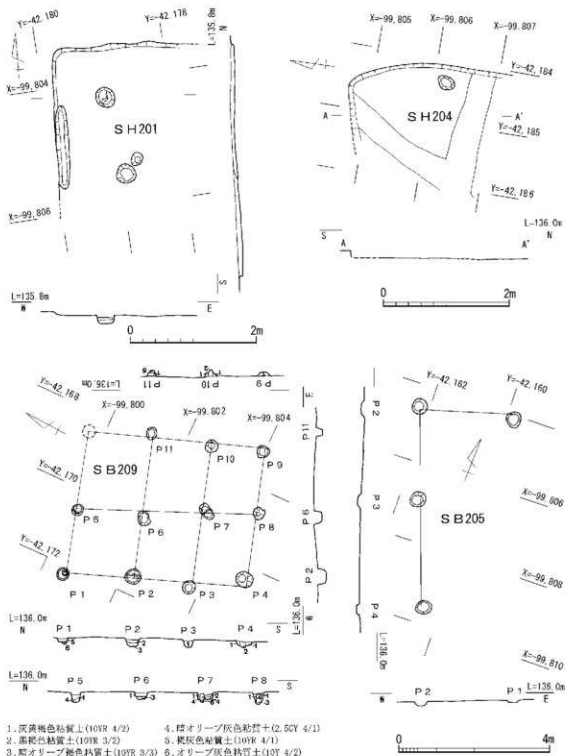 Y=-42,180
Y=-42,178
L=135.8m
N
X=-99,804
SH201
X=-99,806
S
L=135.8m
W
E
0
2m
X=-99,805
X=-99,806
X=-99,807
Y=-42,184
SH204
A
A'
Y=-42,185
Y=-42,186
L=136.0m
S
N
A
A'
0
2m
P11
P10
P9
L=136.0m
E
Y=-42,168
X=-99,800
X=-99,802
X=-99,804
P11
P10
P9
SB209
Y=-42,170
P6
P6
P7
P8
Y=-42,172
P1
P2
P3
P4
P11
P6
P2
L=136.0m
W
L=136.0m
N
P1
P2
P3
P4
S
L=136.0m
N
P5
P6
P7
P8
S
Y=-42,162
Y=-42,160
P2
P3
P4
SB205
X=-99,806
X=-99,808
X=-99,810
L=136.0m
L=136.0m
W
P2
P1
E
0
4m
1.灰黄褐色粘質土(10YR 4/2)
2.黒褐色粘質土(10YR 3/2)
3.暗オリーブ褐色粘質土(10YR 3/3)
4.暗オリーブ灰色粘質土(2.5GY 4/1)
5.褐灰色粘質土(10YR 4/1)
6.オリーブ灰色粘質土(10Y 4/2)